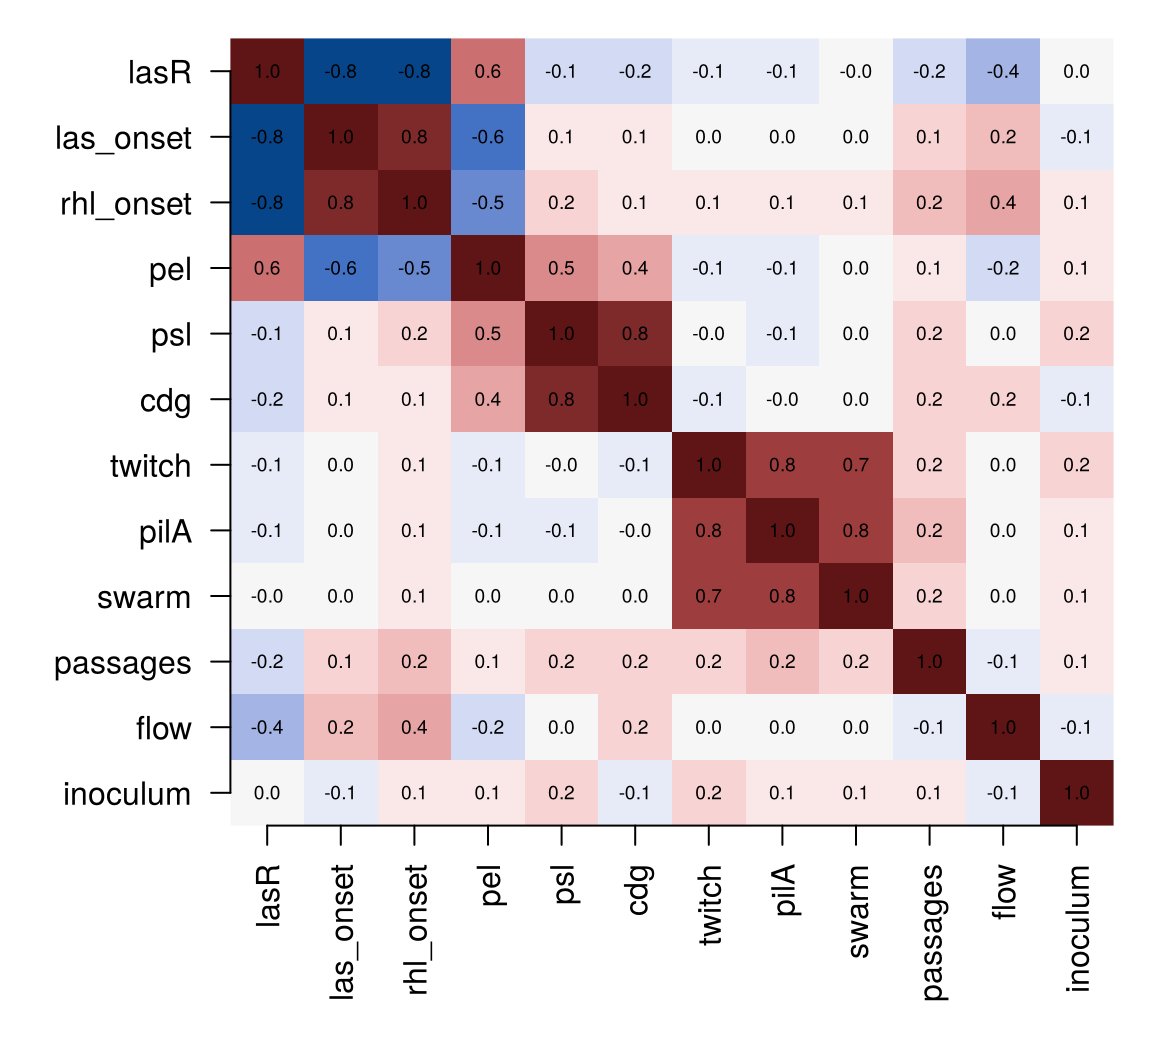 lasR 1.0 -0.8 -0.8 0.6 -0.1 -0.2 -0.1 -0.1 -0.0 -0.2 -0.4 0.0
las_onset -0.8 1.0 0.8 -0.6 0.1 0.1 0.0 0.0 0.0 0.1 0.2 -0.1
rhl_onset -0.8 0.8 1.0 -0.5 0.2 0.1 0.1 0.1 0.1 0.2 0.4 0.1
pel 0.6 -0.6 -0.5 1.0 0.5 0.4 -0.1 -0.1 0.0 0.1 -0.2 0.1
psl -0.1 0.1 0.2 0.5 1.0 0.8 -0.0 -0.1 0.0 0.2 0.0 0.2
cdg -0.2 0.1 0.1 0.4 0.8 1.0 -0.1 -0.0 0.0 0.2 0.2 -0.1
twitch -0.1 0.0 0.1 -0.1 -0.0 -0.1 1.0 0.8 0.7 0.2 0.0 0.2
pilA -0.1 0.0 0.1 -0.1 -0.1 -0.0 0.8 1.0 0.8 0.2 0.0 0.1
swarm -0.0 0.0 0.1 0.0 0.0 0.0 0.7 0.8 1.0 0.2 0.0 0.1
passages -0.2 0.1 0.2 0.1 0.2 0.2 0.2 0.2 0.2 1.0 -0.1 0.1
flow -0.4 0.2 0.4 -0.2 0.0 0.2 0.0 0.0 0.0 -0.1 1.0 -0.1
inoculum 0.0 -0.1 0.1 0.1 0.2 -0.1 0.2 0.1 0.1 0.1 -0.1 1.0
lasR las_onset rhl_onset pel psl cdg twitch pilA swarm passages flow inoculum